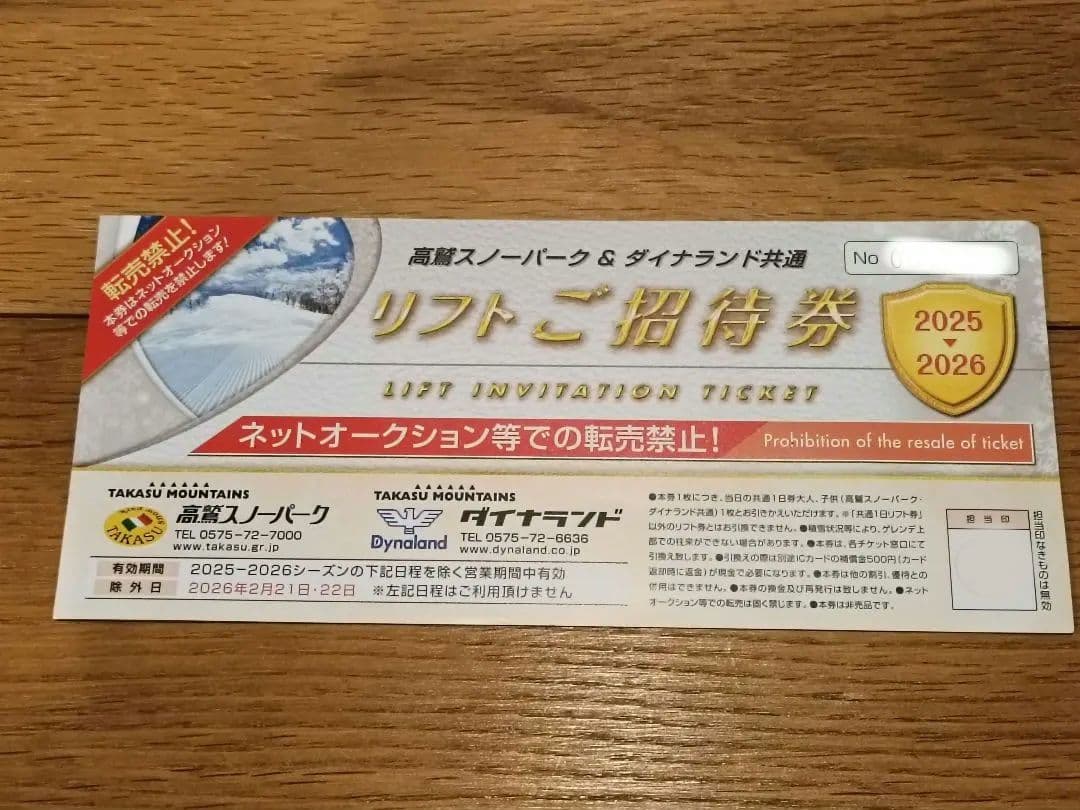 転売禁止！
本券はネットオークション
等での転売を禁止します！
高鷲スノーパーク & ダイナランド共通
No
リフトご招待券
2025
2026
LIFT INVITATION TICKET
ネットオークション等での転売禁止！ Prohibition of the resale of ticket
TAKASU MOUNTAINS
TAKASU
高鷲スノーパーク
TEL 0575-72-7000
www.takasu.gr.jp
TAKASU MOUNTAINS
Dynaland
ダイナランド
TEL 0575-72-6636
www.dynaland.co.jp
有効期間 2025-2026シーズンの下記日程を除く営業期間中有効
除外日 2026年2月21日・22日 ※左記日程はご利用頂けません
●本券1枚につき、当日の共通1日券大人、子供(高鷲スノーパーク・
ダイナランド共通)1枚とお引きかえいただけます。※「共通1日リフト券」
以外のリフト券とはお引換できません。●積雪状況等により、ゲレンデ上
部での往来ができない場合があります。●本券は、各チケット窓口にて
引換え致します。●引換えの際は別途ICカードの補償金500円(カード
返却時に返金)が現金で必要になります。●本券は他の割引、優待との
併用はできません。●本券の換金及び再発行は致しません。●ネット
オークション等での転売は固く禁じます。●本券は非売品です。
担当印
担当印なきものは無効